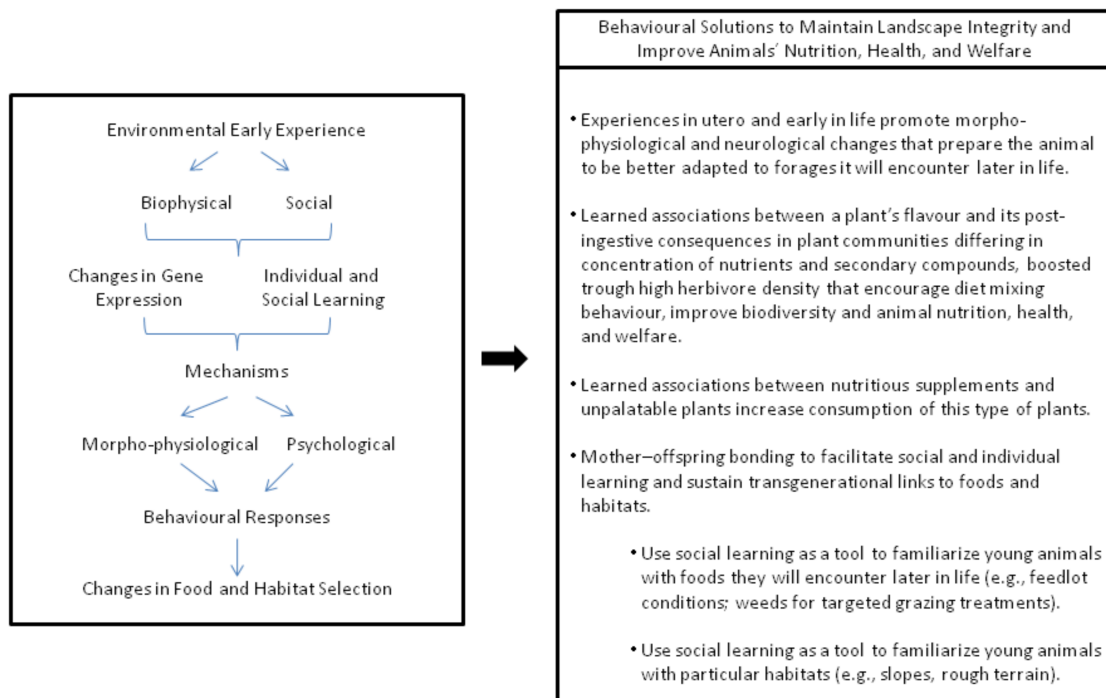 Environmental Early Experience
Biophysical Social
Changes in Gene Expression
Individual and Social Learning
Mechanisms
Morpho-physiological Psychological
Behavioural Responses
Changes in Food and Habitat Selection
Behavioural Solutions to Maintain Landscape Integrity and
Improve Animals' Nutrition, Health, and Welfare
• Experiences in utero and early in life promote morpho-
physiological and neurological changes that prepare the animal
to be better adapted to forages it will encounter later in life.
• Learned associations between a plant's flavour and its post-
ingestive consequences in plant communities differing in
concentration of nutrients and secondary compounds, boosted
trough high herbivore density that encourage diet mixing
behaviour, improve biodiversity and animal nutrition, health,
and welfare.
• Learned associations between nutritious supplements and
unpalatable plants increase consumption of this type of plants.
• Mother–offspring bonding to facilitate social and individual
learning and sustain transgenerational links to foods and
habitats.
• Use social learning as a tool to familiarize young animals
with foods they will encounter later in life (e.g., feedlot
conditions; weeds for targeted grazing treatments).
• Use social learning as a tool to familiarize young animals
with particular habitats (e.g., slopes, rough terrain).